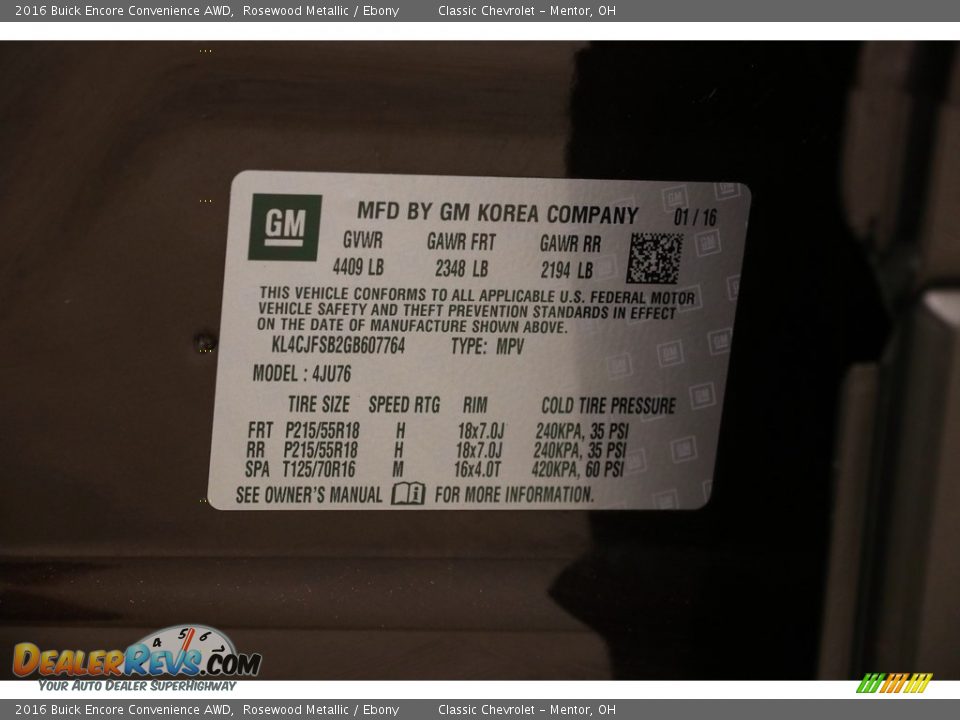 2016 Buick Encore Convenience AWD, Rosewood Metallic / Ebony Classic Chevrolet – Mentor, OH
GM MFD BY GM KOREA COMPANY 01 / 16
GVWR GAWR FRT GAWR RR
4409 LB 2348 LB 2194 LB
THIS VEHICLE CONFORMS TO ALL APPLICABLE U.S. FEDERAL MOTOR
VEHICLE SAFETY AND THEFT PREVENTION STANDARDS IN EFFECT
ON THE DATE OF MANUFACTURE SHOWN ABOVE.
KL4CJFSB2GB607764 TYPE: MPV
MODEL : 4JU76
TIRE SIZE SPEED RTG RIM COLD TIRE PRESSURE
FRT P215/55R18 H 18x7.0J 240KPA, 35 PSI
RR P215/55R18 H 18x7.0J 240KPA, 35 PSI
SPA T125/70R16 M 16x4.0T 420KPA, 60 PSI
SEE OWNER'S MANUAL FOR MORE INFORMATION.
4 5 6
DEALERREVS.COM
YOUR AUTO DEALER SUPERHIGHWAY
2016 Buick Encore Convenience AWD, Rosewood Metallic / Ebony Classic Chevrolet – Mentor, OH